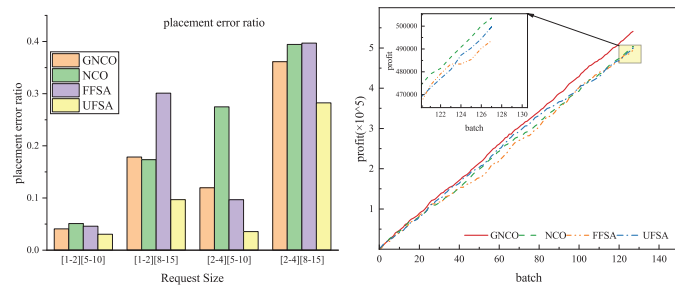 placement error ratio
0.4
0.3
0.2
0.1
0.0
placement error ratio
GNCO
NCO
FFSA
UFSA
[1-2][5-10]
[1-2][8-15]
[2-4][5-10]
[2-4][8-15]
Request Size
5
4
3
2
1
profit(×10^5)
0
20
40
60
80
100
120
140
batch
GNCO
NCO
FFSA
UFSA
500000
490000
480000
470000
profit
122
124
126
128
130
batch